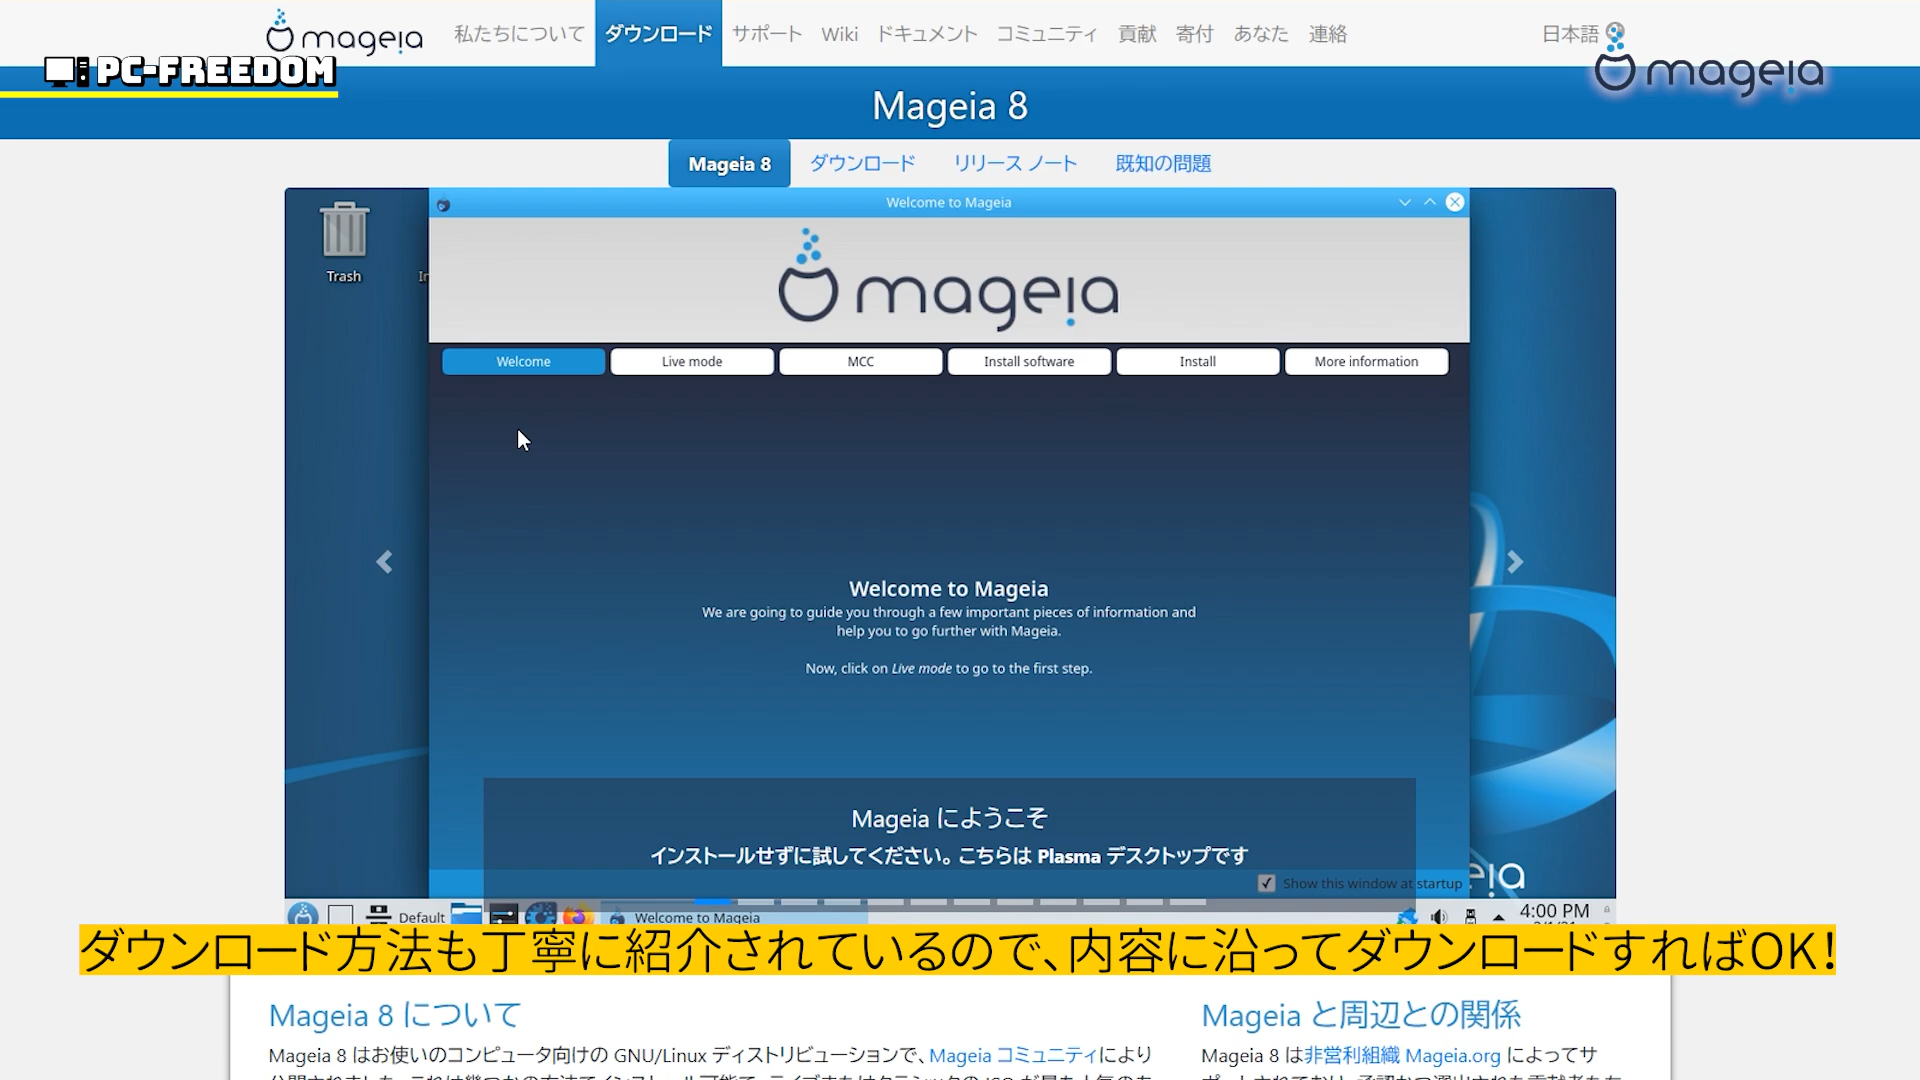 mageia
私たちについて
ダウンロード
サポート
Wiki
ドキュメント
コミュニティ
貢献
寄付
あなた
連絡
日本語
PC-FREEDOM
mageia
Mageia 8
Mageia 8
ダウンロード
リリース ノート
既知の問題
Welcome to Mageia
Trash
mageia
Welcome
Live mode
MCC
Install software
Install
More information
Welcome to Mageia
We are going to guide you through a few important pieces of information and
help you to go further with Mageia.
Now, click on Live mode to go to the first step.
Mageia にようこそ
インストールせずに試してください。こちらは Plasma デスクトップです
Show this window at startup
eia
Default
Welcome to Mageia
4:00 PM
ダウンロード方法も丁寧に紹介されているので、内容に沿ってダウンロードすればOK!
Mageia 8 について
Mageia 8 はお使いのコンピュータ向けの GNU/Linux ディストリビューションで、Mageia コミュニティにより
Mageia と周辺との関係
Mageia 8 は非営利組織 Mageia.org によってサ